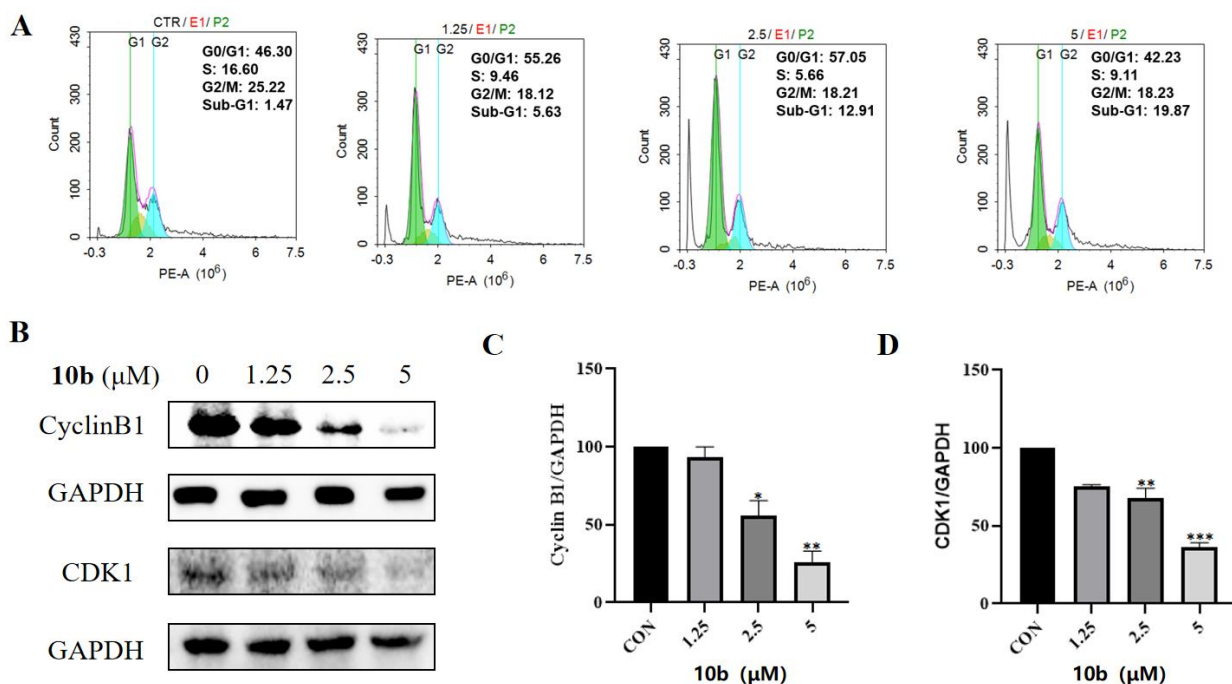 A
CTR / E1 / P2
430
300
200
100
0
Count
G1 G2
G0/G1: 46.30
S: 16.60
G2/M: 25.22
Sub-G1: 1.47
-0.3 2 4 6 7.5
PE-A (10⁶)
1.25 / E1 / P2
430
300
200
100
0
Count
G1 G2
G0/G1: 55.26
S: 9.46
G2/M: 18.12
Sub-G1: 5.63
-0.3 2 4 6 7.5
PE-A (10⁶)
2.5 / E1 / P2
430
400
300
200
100
0
Count
G1 G2
G0/G1: 57.05
S: 5.66
G2/M: 18.21
Sub-G1: 12.91
-0.3 2 4 6 7.5
PE-A (10⁶)
5 / E1 / P2
430
300
200
100
0
Count
G1 G2
G0/G1: 42.23
S: 9.11
G2/M: 18.23
Sub-G1: 19.87
-0.3 2 4 6 7.5
PE-A (10⁶)
B
10b (μM) 0 1.25 2.5 5
CyclinB1
GAPDH
CDK1
GAPDH
C
150
100
50
0
Cyclin B1/GAPDH
*
**
CON 1.25 2.5 5
10b (μM)
D
150
100
50
0
CDK1/GAPDH
**
***
CON 1.25 2.5 5
10b (μM)